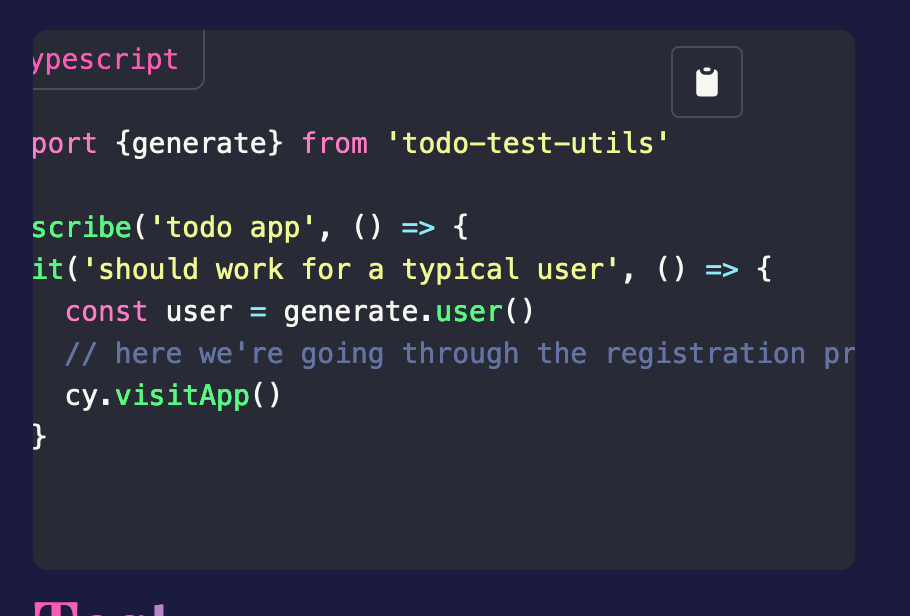 ypescript
port {generate} from 'todo-test-utils'
scribe('todo app', () => {
it('should work for a typical user', () => {
const user = generate.user()
// here we're going through the registration pr
cy.visitApp()
}